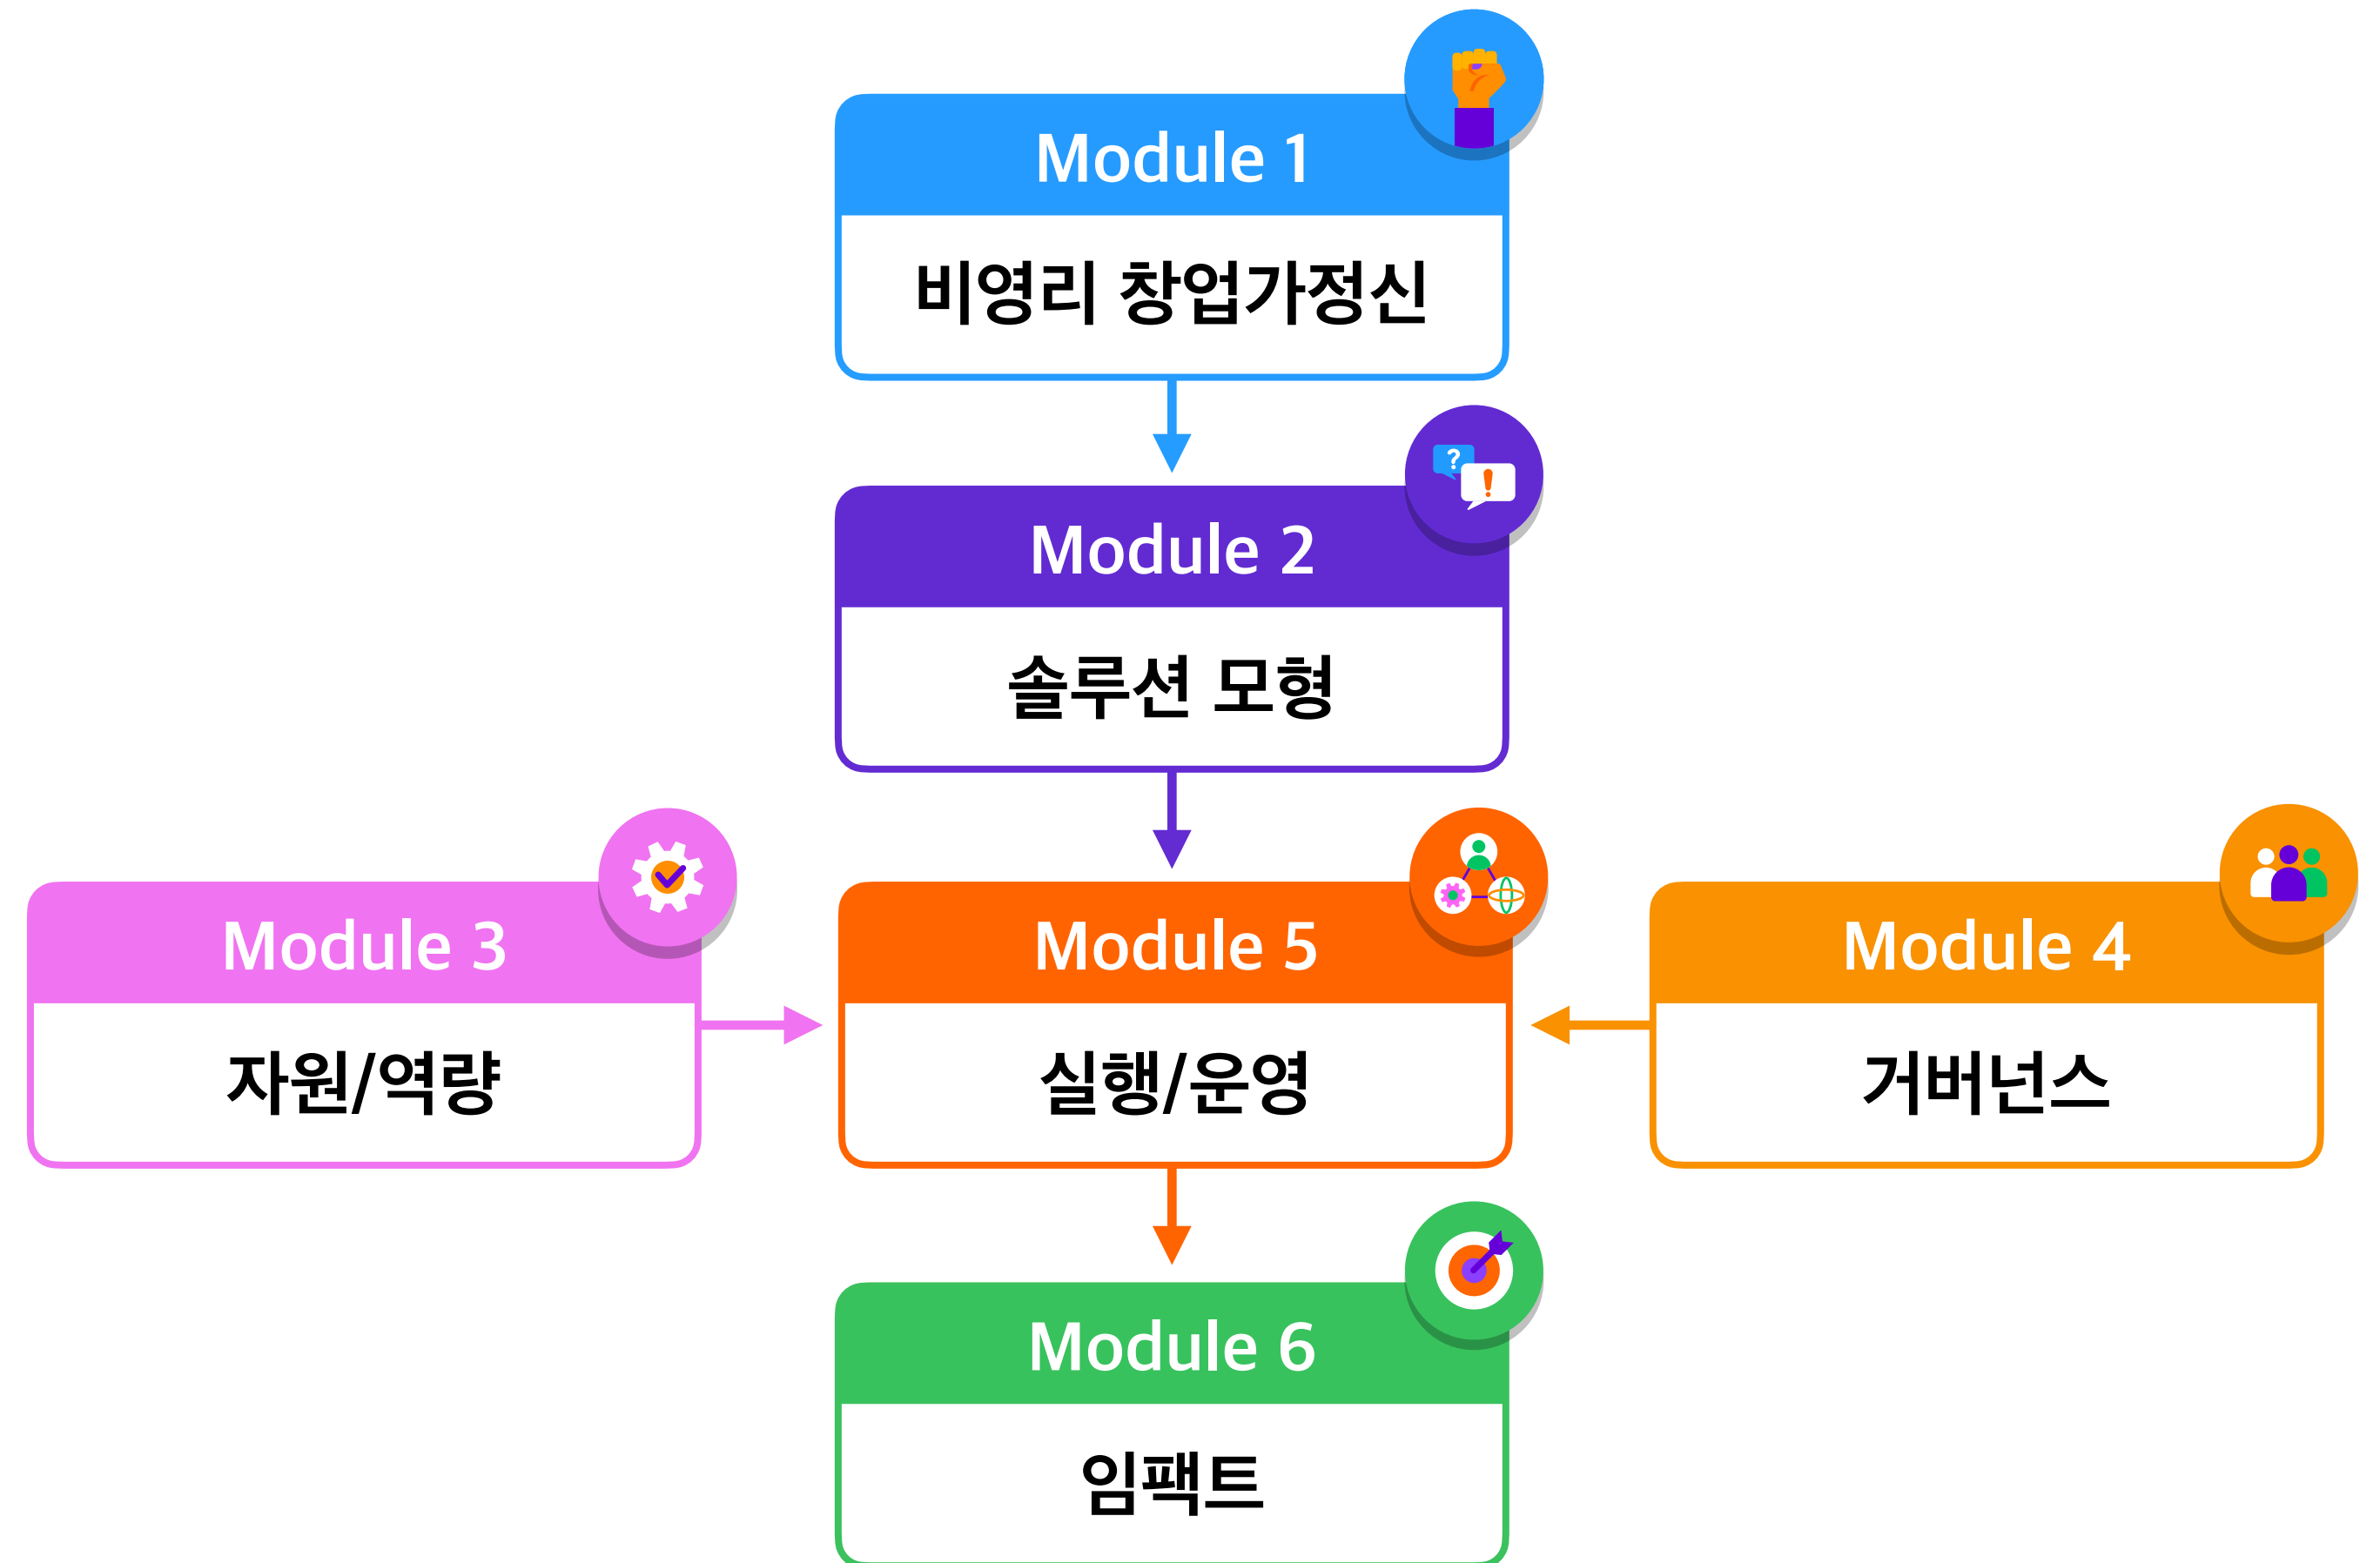 Module 1
비영리 창업가정신
?
!
Module 2
솔루션 모형
Module 3
자원/역량
Module 5
실행/운영
Module 4
거버넌스
Module 6
임팩트